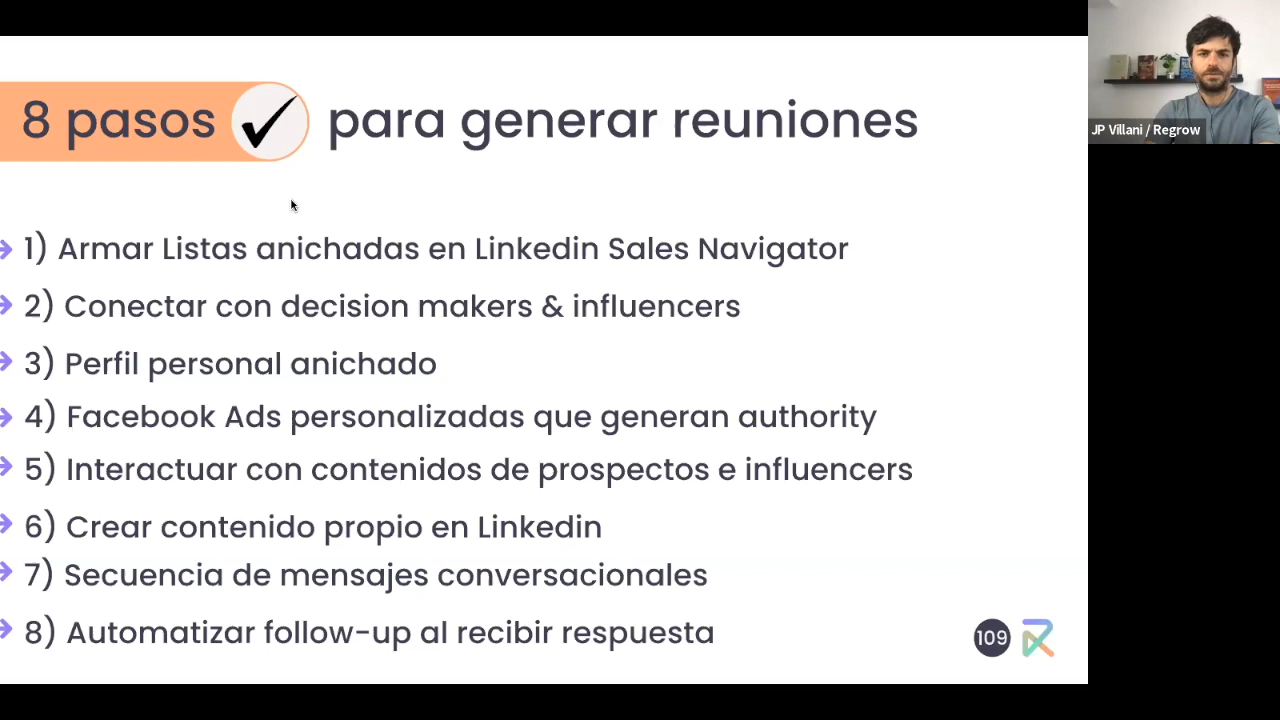 8 pasos para generar reuniones
JP Villani / Regrow
1) Armar Listas anichadas en Linkedin Sales Navigator
2) Conectar con decision makers & influencers
3) Perfil personal anichado
4) Facebook Ads personalizadas que generan authority
5) Interactuar con contenidos de prospectos e influencers
6) Crear contenido propio en Linkedin
7) Secuencia de mensajes conversacionales
8) Automatizar follow-up al recibir respuesta
109